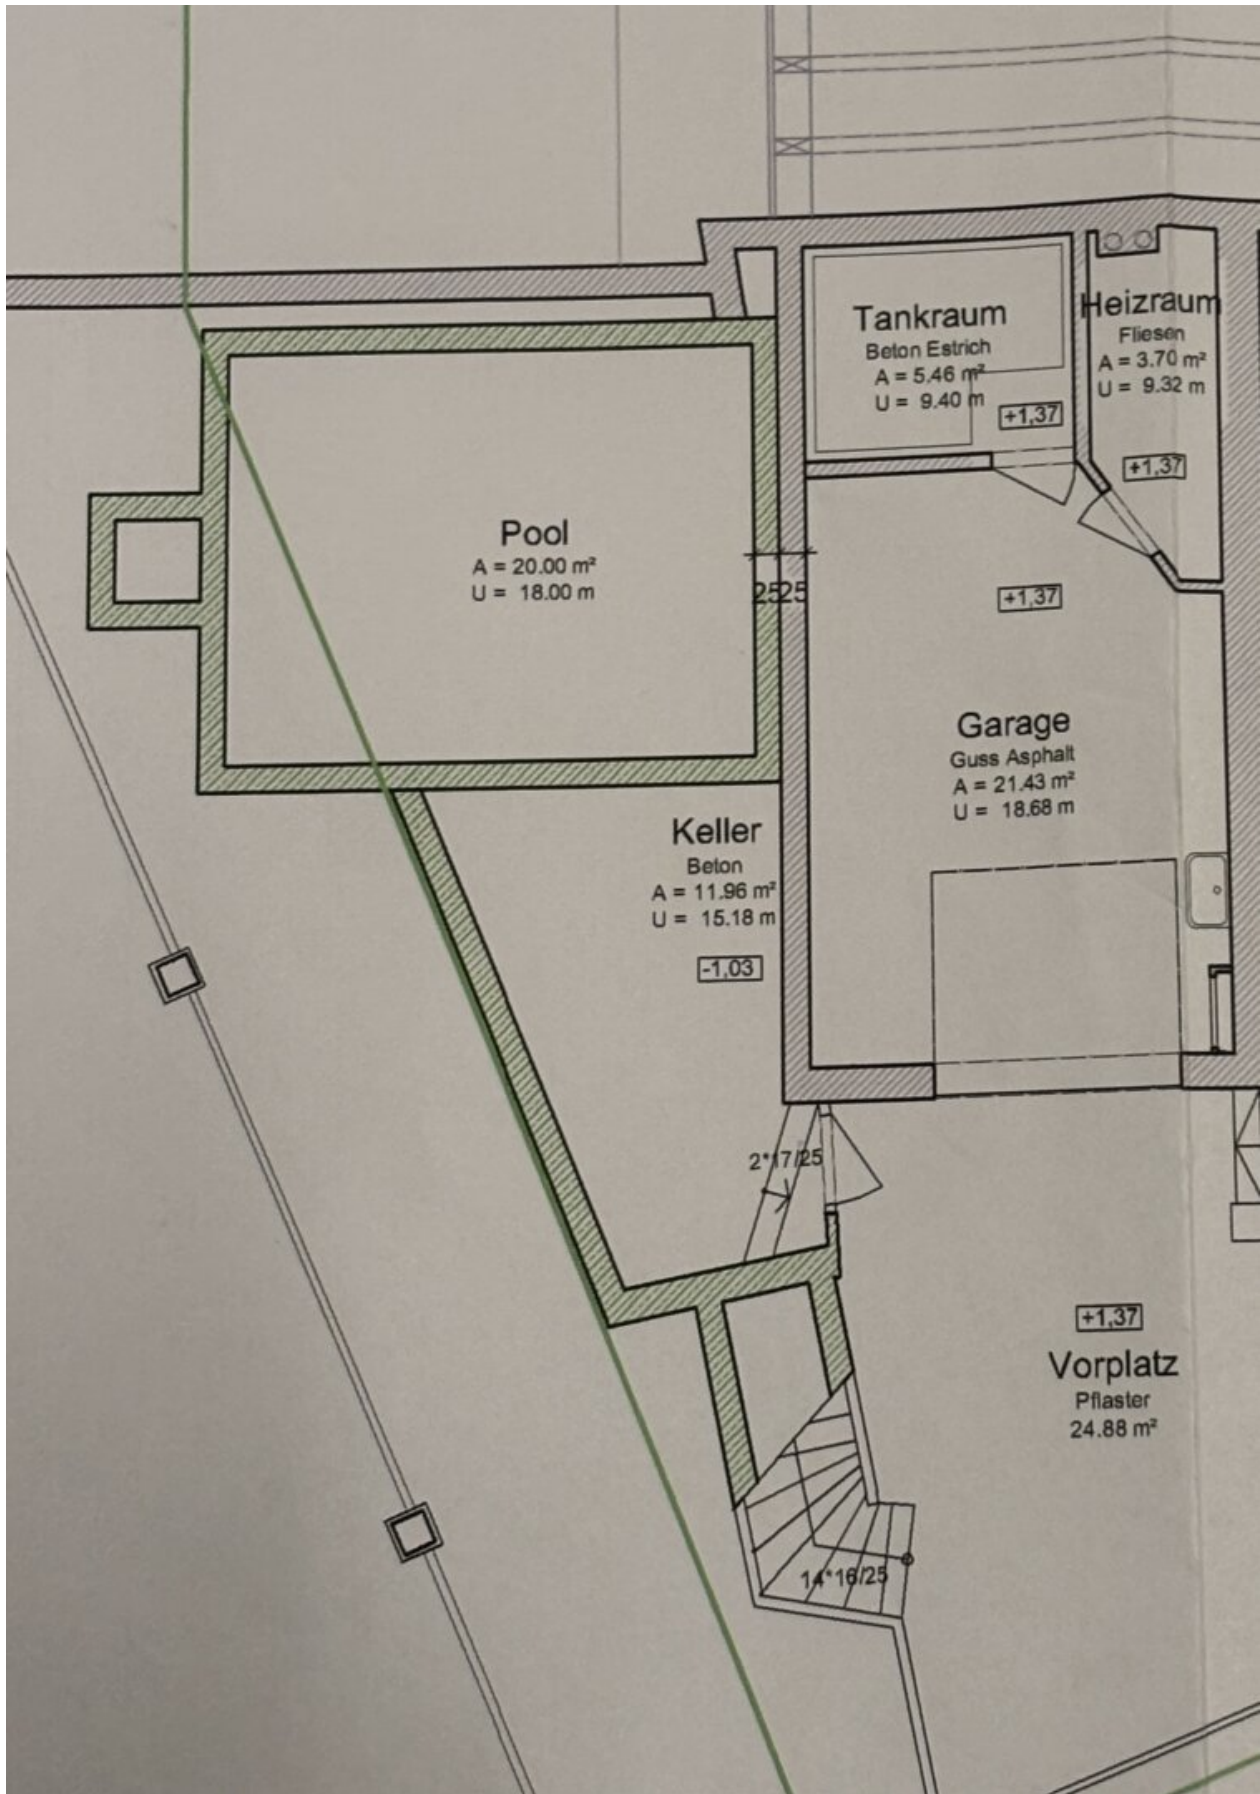 Tankraum
Beton Estrich
A = 5.46 m²
U = 9.40 m
+1,37
Heizraum
Fliesen
A = 3.70 m²
U = 9.32 m
+1,37
Pool
A = 20.00 m²
U = 18.00 m
25 25
+1,37
Garage
Guss Asphalt
A = 21.43 m²
U = 18.68 m
Keller
Beton
A = 11.96 m²
U = 15.18 m
-1,03
2*17/25
+1,37
Vorplatz
Pflaster
24.88 m²
14*16/25